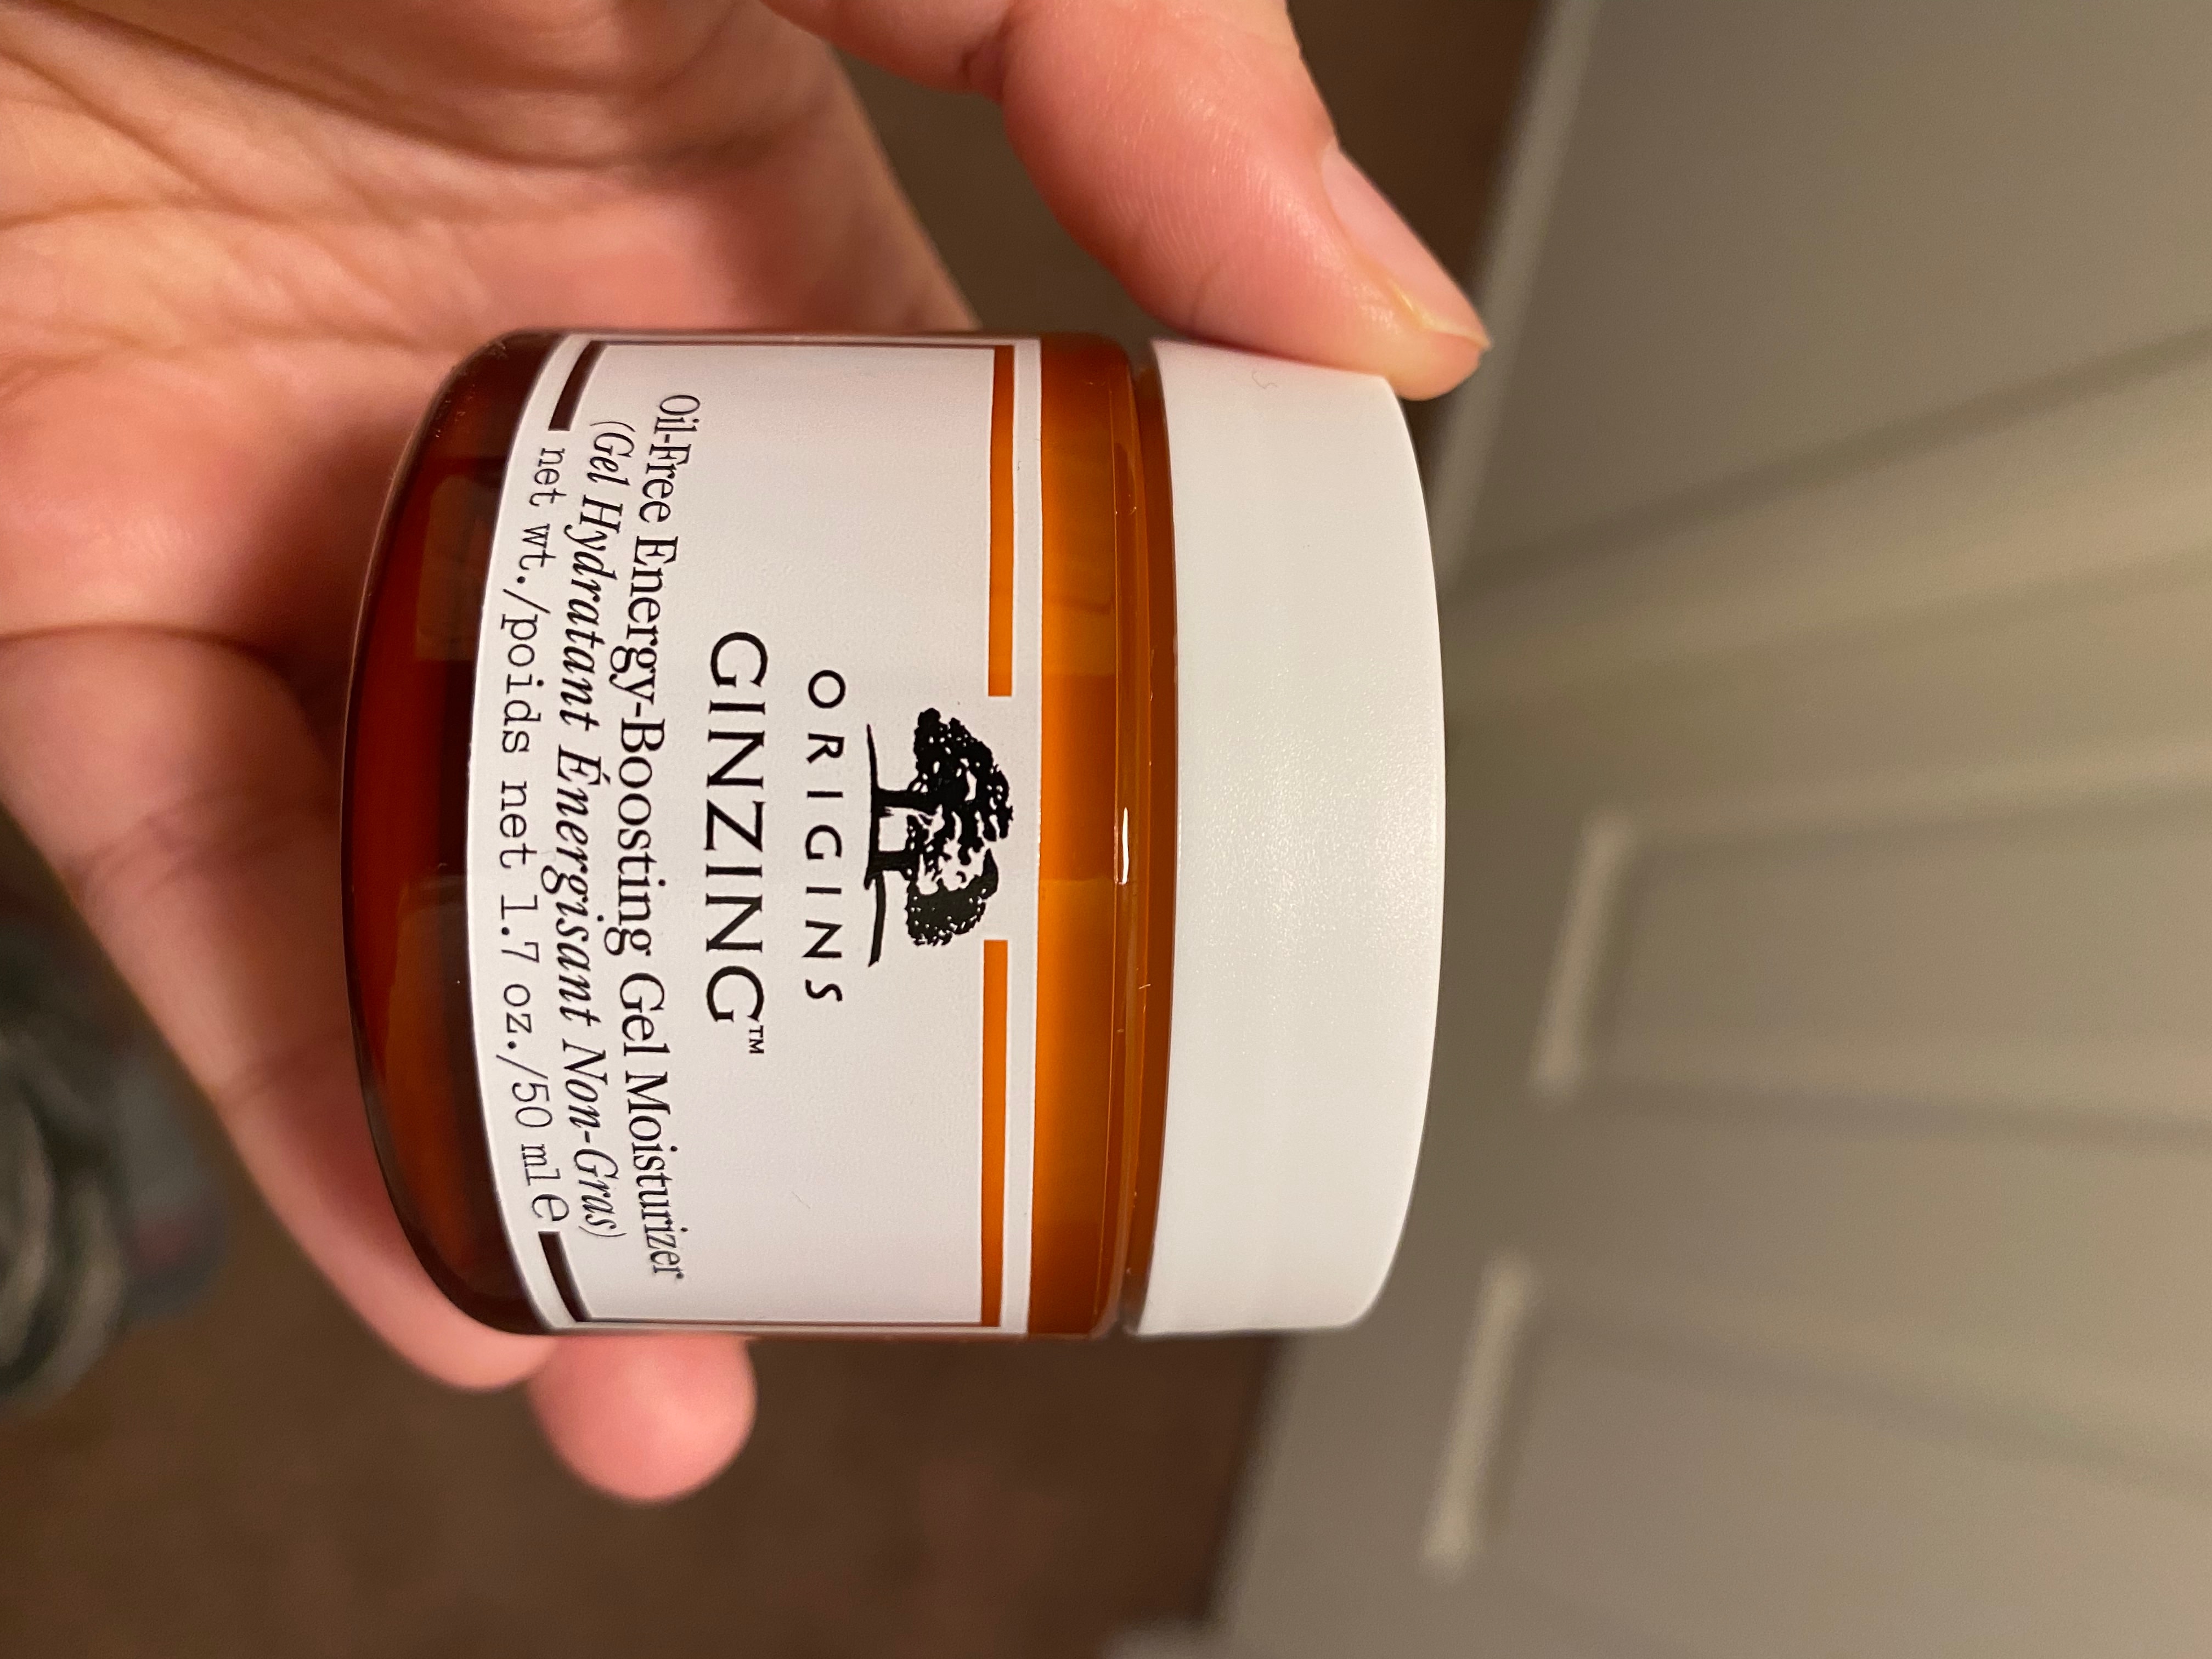 ORIGINS
GINZING™
Oil-Free Energy-Boosting Gel Moisturizer
(Gel Hydratant Énergisant Non-Gras)
net wt./poids net 1.7 oz./50 ml ℮